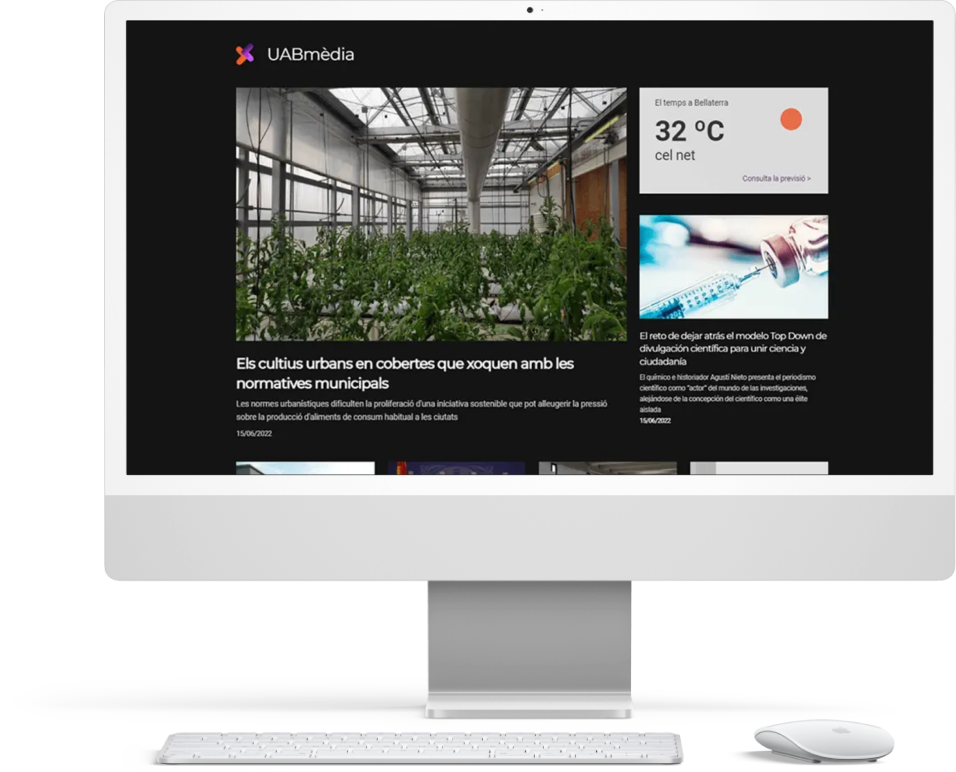 UABmèdia
Els cultius urbans en cobertes que xoquen amb les
normatives municipals
Les normes urbanístiques dificulten la proliferació d'una iniciativa sostenible que pot alleugerir la pressió
sobre la producció d'aliments de consum habitual a les ciutats
15/06/2022
El temps a Bellaterra
32 ºC
cel net
Consulta la previsió >
El reto de dejar atrás el modelo Top Down de
divulgación científica para unir ciencia y
ciudadanía
El químico e historiador Agustí Nieto presenta el periodismo
científico como "actor" del mundo de las investigaciones,
alejándose de la concepción del científico como una élite
aislada
15/06/2022